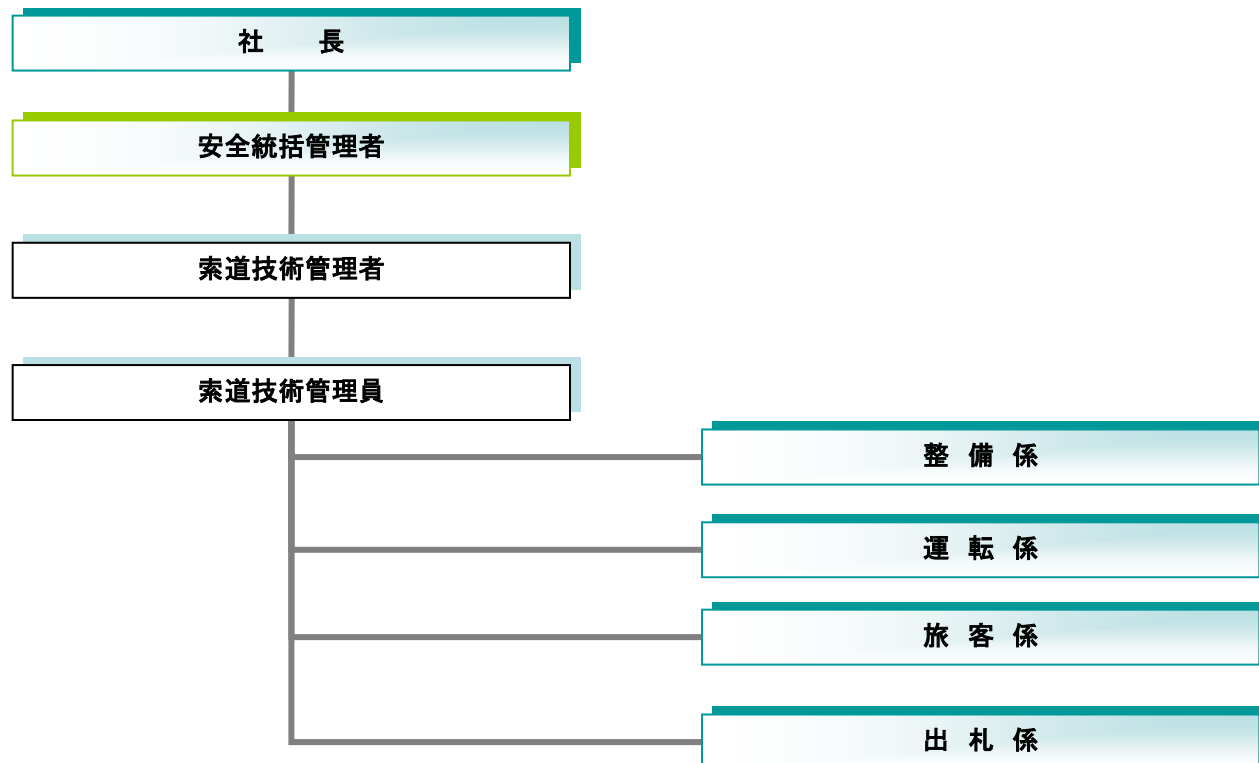 社　　長
安全統括管理者
索道技術管理者
索道技術管理員
整 備 係
運 転 係
旅 客 係
出 札 係